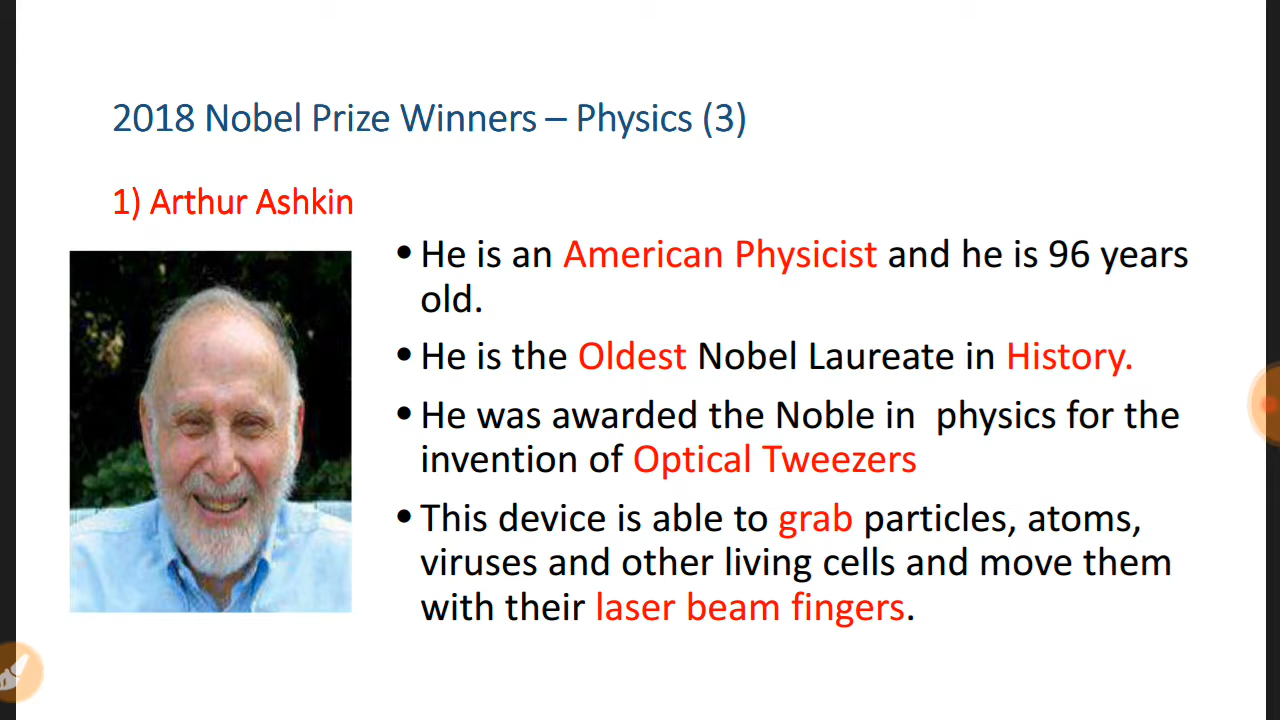 2018 Nobel Prize Winners – Physics (3)
1) Arthur Ashkin
• He is an American Physicist and he is 96 years
old.
• He is the Oldest Nobel Laureate in History.
• He was awarded the Noble in  physics for the
invention of Optical Tweezers
• This device is able to grab particles, atoms,
viruses and other living cells and move them
with their laser beam fingers.